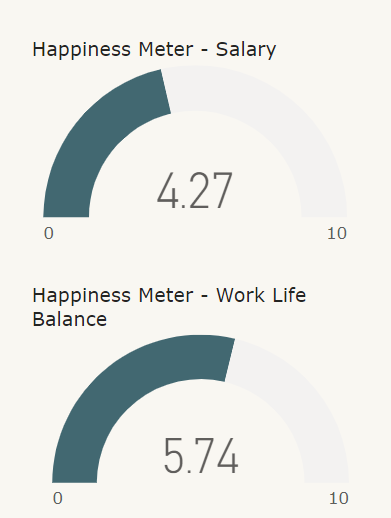 Happiness Meter - Salary
4.27
0 10
Happiness Meter - Work Life
Balance
5.74
0 10